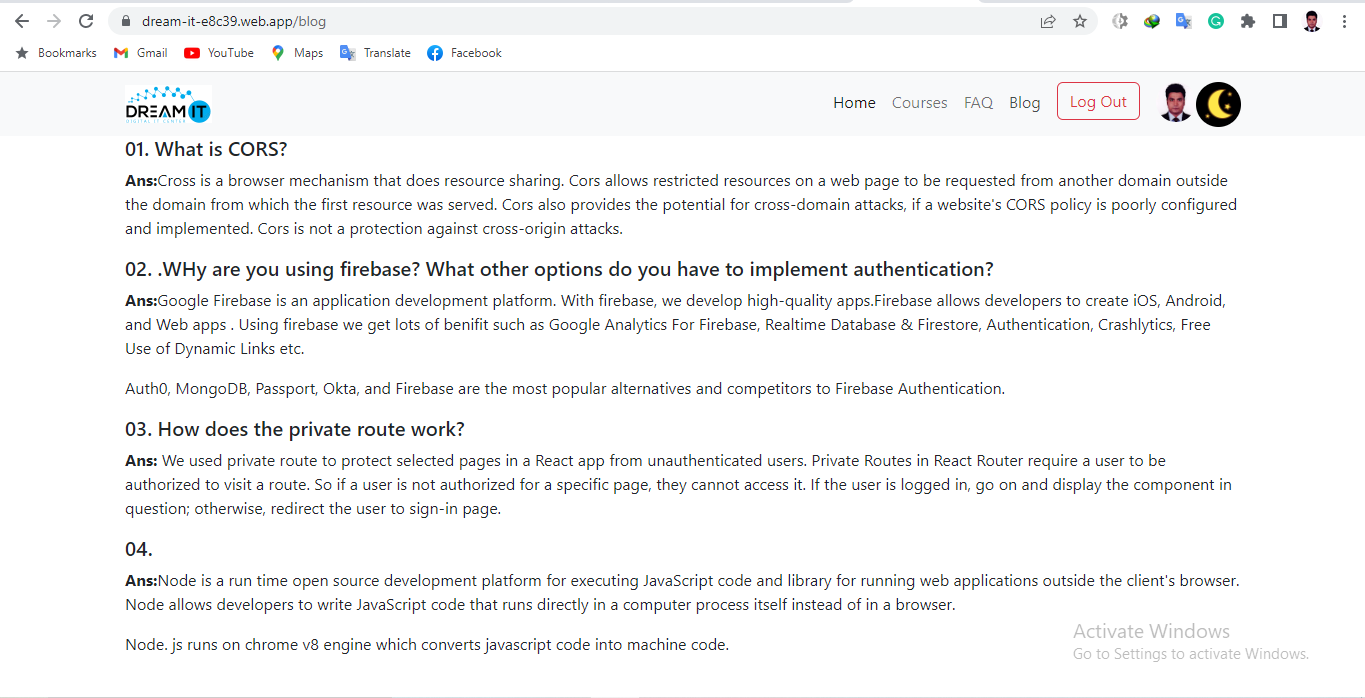 dream-it-e8c39.web.app/blog
Bookmarks Gmail YouTube Maps Translate Facebook
DREAM IT
DIGITAL IT CENTER
Home Courses FAQ Blog Log Out
01. What is CORS?
Ans:Cross is a browser mechanism that does resource sharing. Cors allows restricted resources on a web page to be requested from another domain outside
the domain from which the first resource was served. Cors also provides the potential for cross-domain attacks, if a website's CORS policy is poorly configured
and implemented. Cors is not a protection against cross-origin attacks.
02. .WHy are you using firebase? What other options do you have to implement authentication?
Ans:Google Firebase is an application development platform. With firebase, we develop high-quality apps.Firebase allows developers to create iOS, Android,
and Web apps . Using firebase we get lots of benifit such as Google Analytics For Firebase, Realtime Database & Firestore, Authentication, Crashlytics, Free
Use of Dynamic Links etc.
Auth0, MongoDB, Passport, Okta, and Firebase are the most popular alternatives and competitors to Firebase Authentication.
03. How does the private route work?
Ans: We used private route to protect selected pages in a React app from unauthenticated users. Private Routes in React Router require a user to be
authorized to visit a route. So if a user is not authorized for a specific page, they cannot access it. If the user is logged in, go on and display the component in
question; otherwise, redirect the user to sign-in page.
04.
Ans:Node is a run time open source development platform for executing JavaScript code and library for running web applications outside the client's browser.
Node allows developers to write JavaScript code that runs directly in a computer process itself instead of in a browser.
Node. js runs on chrome v8 engine which converts javascript code into machine code.
Activate Windows
Go to Settings to activate Windows.